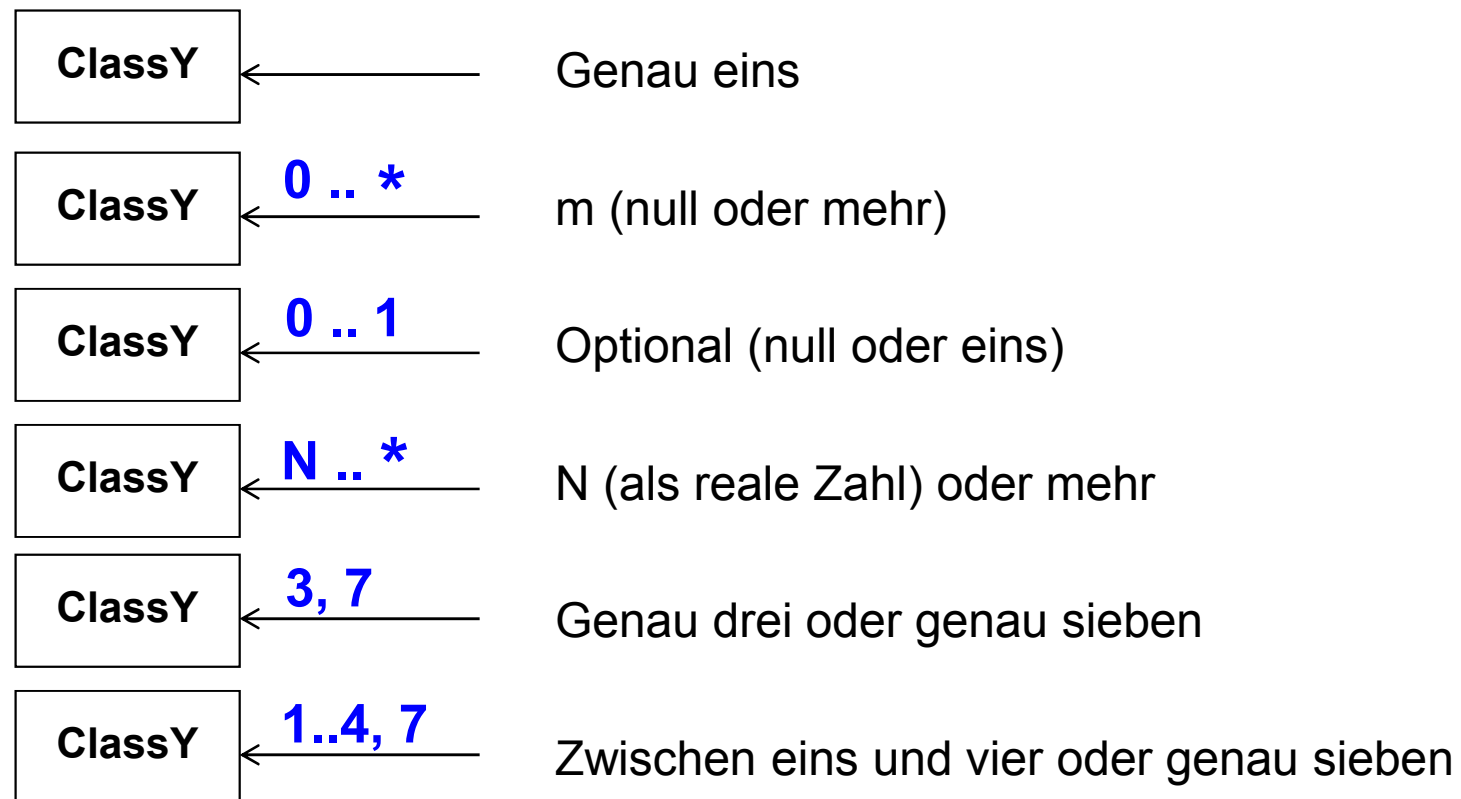 ClassY Genau eins
ClassY 0 .. * m (null oder mehr)
ClassY 0 .. 1 Optional (null oder eins)
ClassY N .. * N (als reale Zahl) oder mehr
ClassY 3, 7 Genau drei oder genau sieben
ClassY 1..4, 7 Zwischen eins und vier oder genau sieben